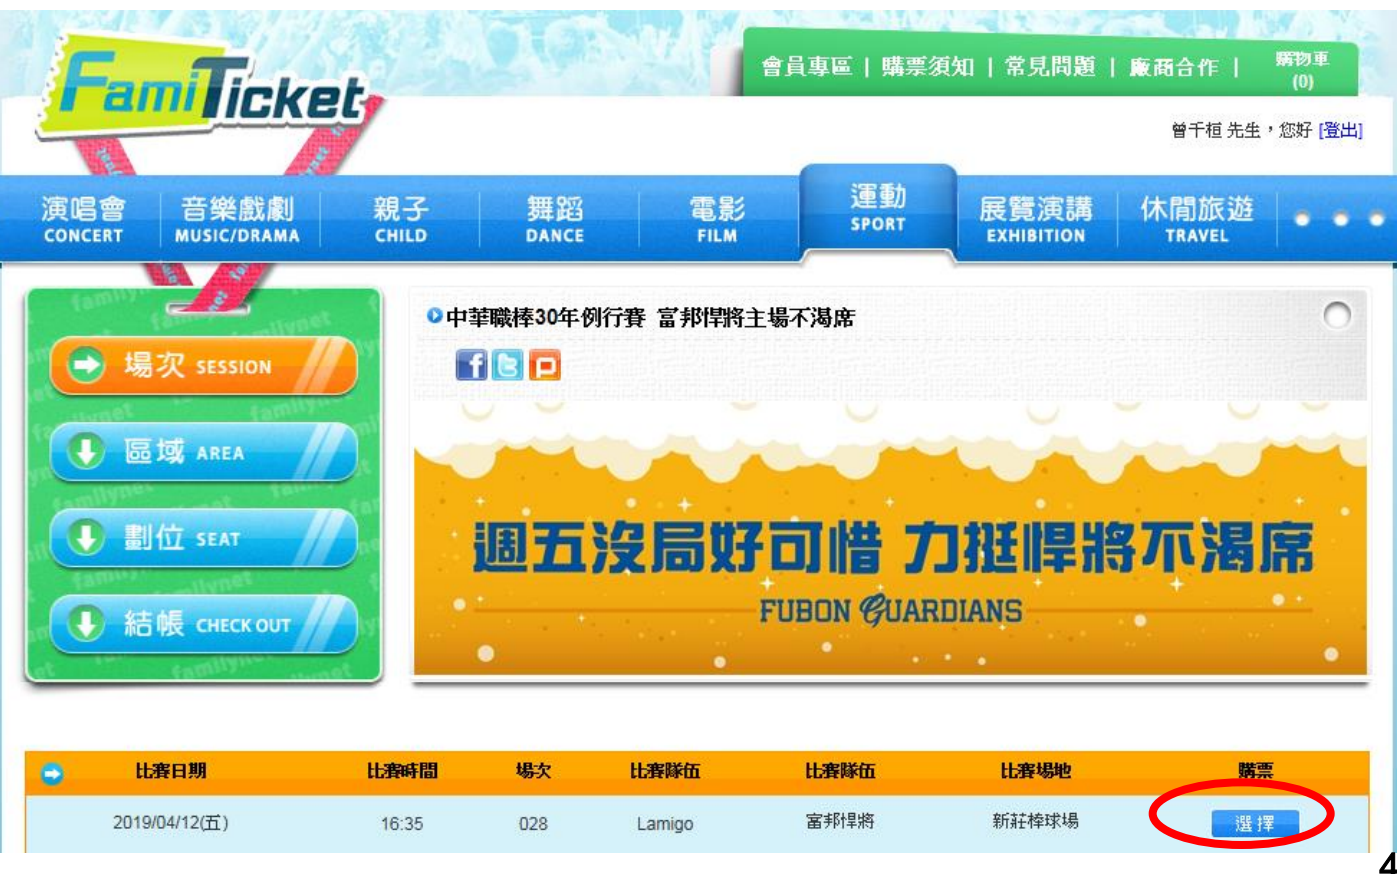 FamiTicket
會員專區 | 購票須知 | 常見問題 | 廠商合作 | 購物車 (0)
曾千桓 先生，您好 [登出]
演唱會 音樂戲劇 親子 舞蹈 電影 運動 展覽演講 休閒旅遊
CONCERT MUSIC/DRAMA CHILD DANCE FILM SPORT EXHIBITION TRAVEL
場次 SESSION
區域 AREA
劃位 SEAT
結帳 CHECK OUT
中華職棒30年例行賽 富邦悍將主場不渴席
週五沒局好可惜 力挺悍將不渴席
FUBON GUARDIANS
比賽日期 比賽時間 場次 比賽隊伍 比賽隊伍 比賽場地 購票
2019/04/12(五) 16:35 028 Lamigo 富邦悍將 新莊棒球場 選擇
4